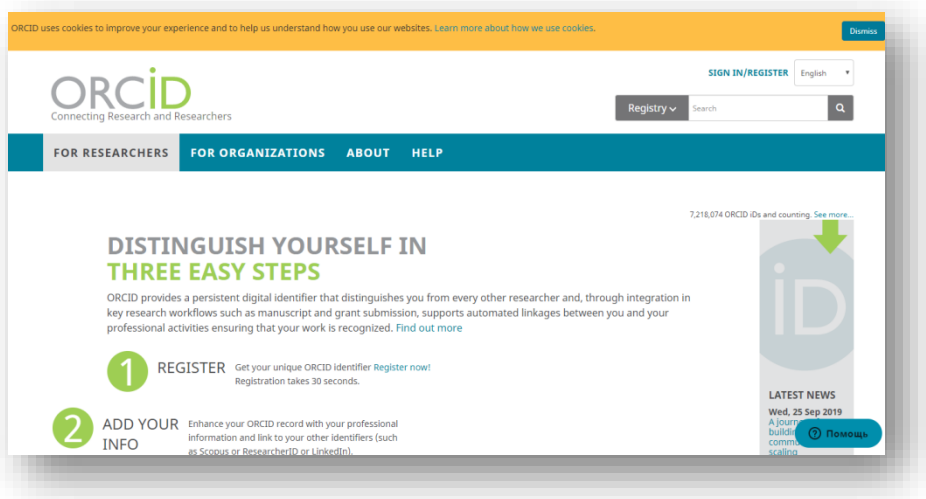 ORCID uses cookies to improve your experience and to help us understand how you use our websites. Learn more about how we use cookies.
Dismiss
SIGN IN/REGISTER
English
ORCiD
Connecting Research and Researchers
Registry
Search
FOR RESEARCHERS
FOR ORGANIZATIONS
ABOUT
HELP
7,218,074 ORCID iDs and counting. See more...
DISTINGUISH YOURSELF IN
THREE EASY STEPS
ORCID provides a persistent digital identifier that distinguishes you from every other researcher and, through integration in
key research workflows such as manuscript and grant submission, supports automated linkages between you and your
professional activities ensuring that your work is recognized. Find out more
iD
1
REGISTER
Get your unique ORCID identifier Register now!
Registration takes 30 seconds.
2
ADD YOUR
INFO
Enhance your ORCID record with your professional
information and link to your other identifiers (such
as Scopus or ResearcherID or LinkedIn).
LATEST NEWS
Wed, 25 Sep 2019
A
scaling
Помощь